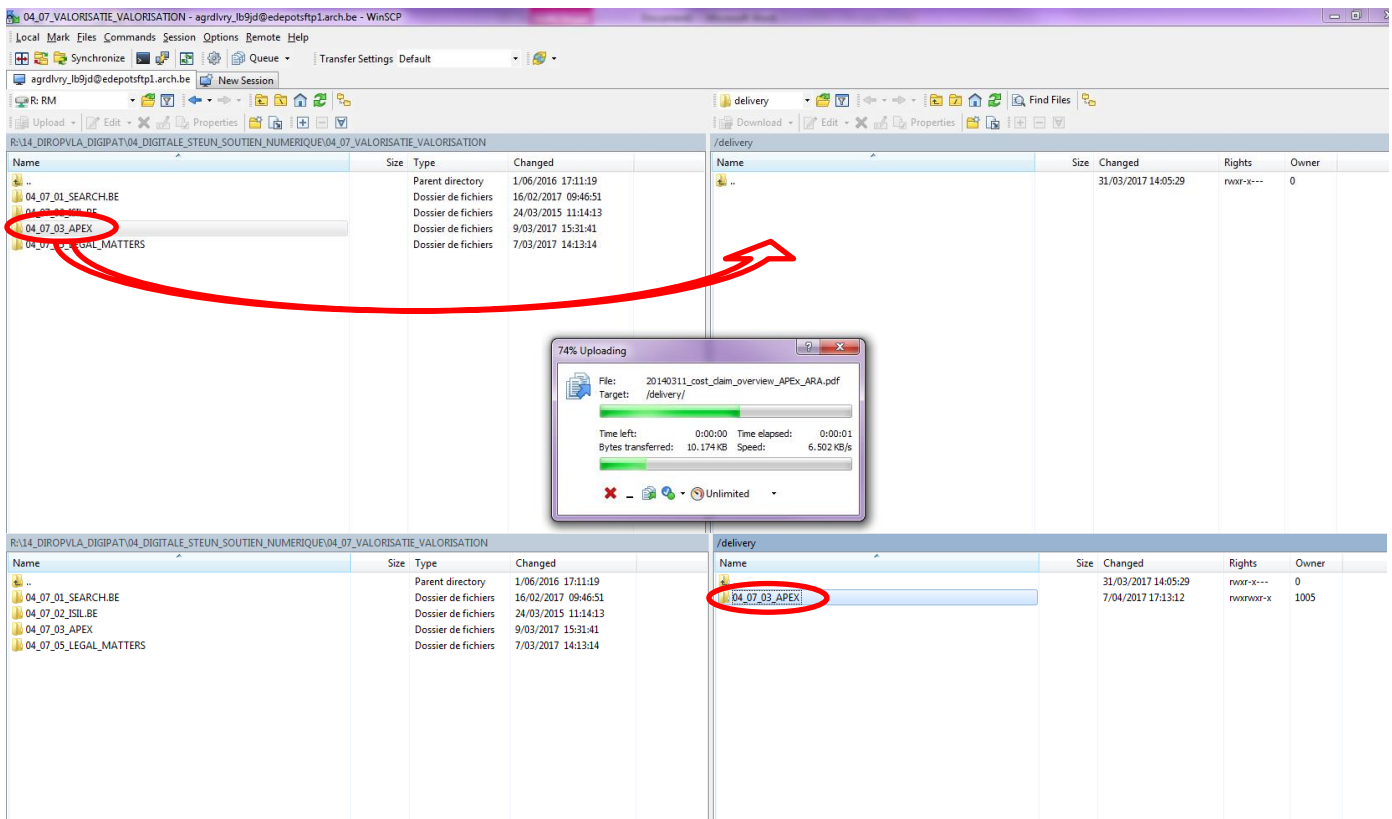 04_07_VALORISATIE_VALORISATION - agrdlvry_lb9jd@edepotsftp1.arch.be - WinSCP
Local Mark Files Commands Session Options Remote Help
Synchronize Queue Transfer Settings Default
agrdlvry_lb9jd@edepotsftp1.arch.be New Session
R: RM delivery Find Files
Upload Edit Properties Download Edit Properties
R:\14_DIROPVLA_DIGIPAT\04_DIGITALE_STEUN_SOUTIEN_NUMERIQUE\04_07_VALORISATIE_VALORISATION /delivery
Name Size Type Changed Name Size Changed Rights Owner
.. Parent directory 1/06/2016 17:11:19 .. 31/03/2017 14:05:29 rwxr-x--- 0
04_07_01_SEARCH.BE Dossier de fichiers 16/02/2017 09:46:51
04_07_02_ISIL.BE Dossier de fichiers 24/03/2015 11:14:13
04_07_03_APEX Dossier de fichiers 9/03/2017 15:31:41
04_07_05_LEGAL_MATTERS Dossier de fichiers 7/03/2017 14:13:14
74% Uploading
File: 20140311_cost_claim_overview_APEx_ARA.pdf
Target: /delivery/
Time left: 0:00:00 Time elapsed: 0:00:01
Bytes transferred: 10.174 KB Speed: 6.502 KB/s
Unlimited
R:\14_DIROPVLA_DIGIPAT\04_DIGITALE_STEUN_SOUTIEN_NUMERIQUE\04_07_VALORISATIE_VALORISATION /delivery
Name Size Type Changed Name Size Changed Rights Owner
.. Parent directory 1/06/2016 17:11:19 31/03/2017 14:05:29 rwxr-x--- 0
04_07_01_SEARCH.BE Dossier de fichiers 16/02/2017 09:46:51 04_07_03_APEX 7/04/2017 17:13:12 rwxrwxr-x 1005
04_07_02_ISIL.BE Dossier de fichiers 24/03/2015 11:14:13
04_07_03_APEX Dossier de fichiers 9/03/2017 15:31:41
04_07_05_LEGAL_MATTERS Dossier de fichiers 7/03/2017 14:13:14